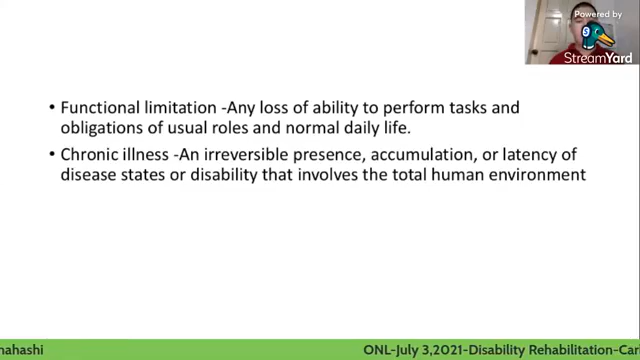 Powered by
StreamYard
• Functional limitation -Any loss of ability to perform tasks and
obligations of usual roles and normal daily life.
• Chronic illness -An irreversible presence, accumulation, or latency of
disease states or disability that involves the total human environment
nahashi ONL-July 3,2021-Disability Rehabilitation-Car